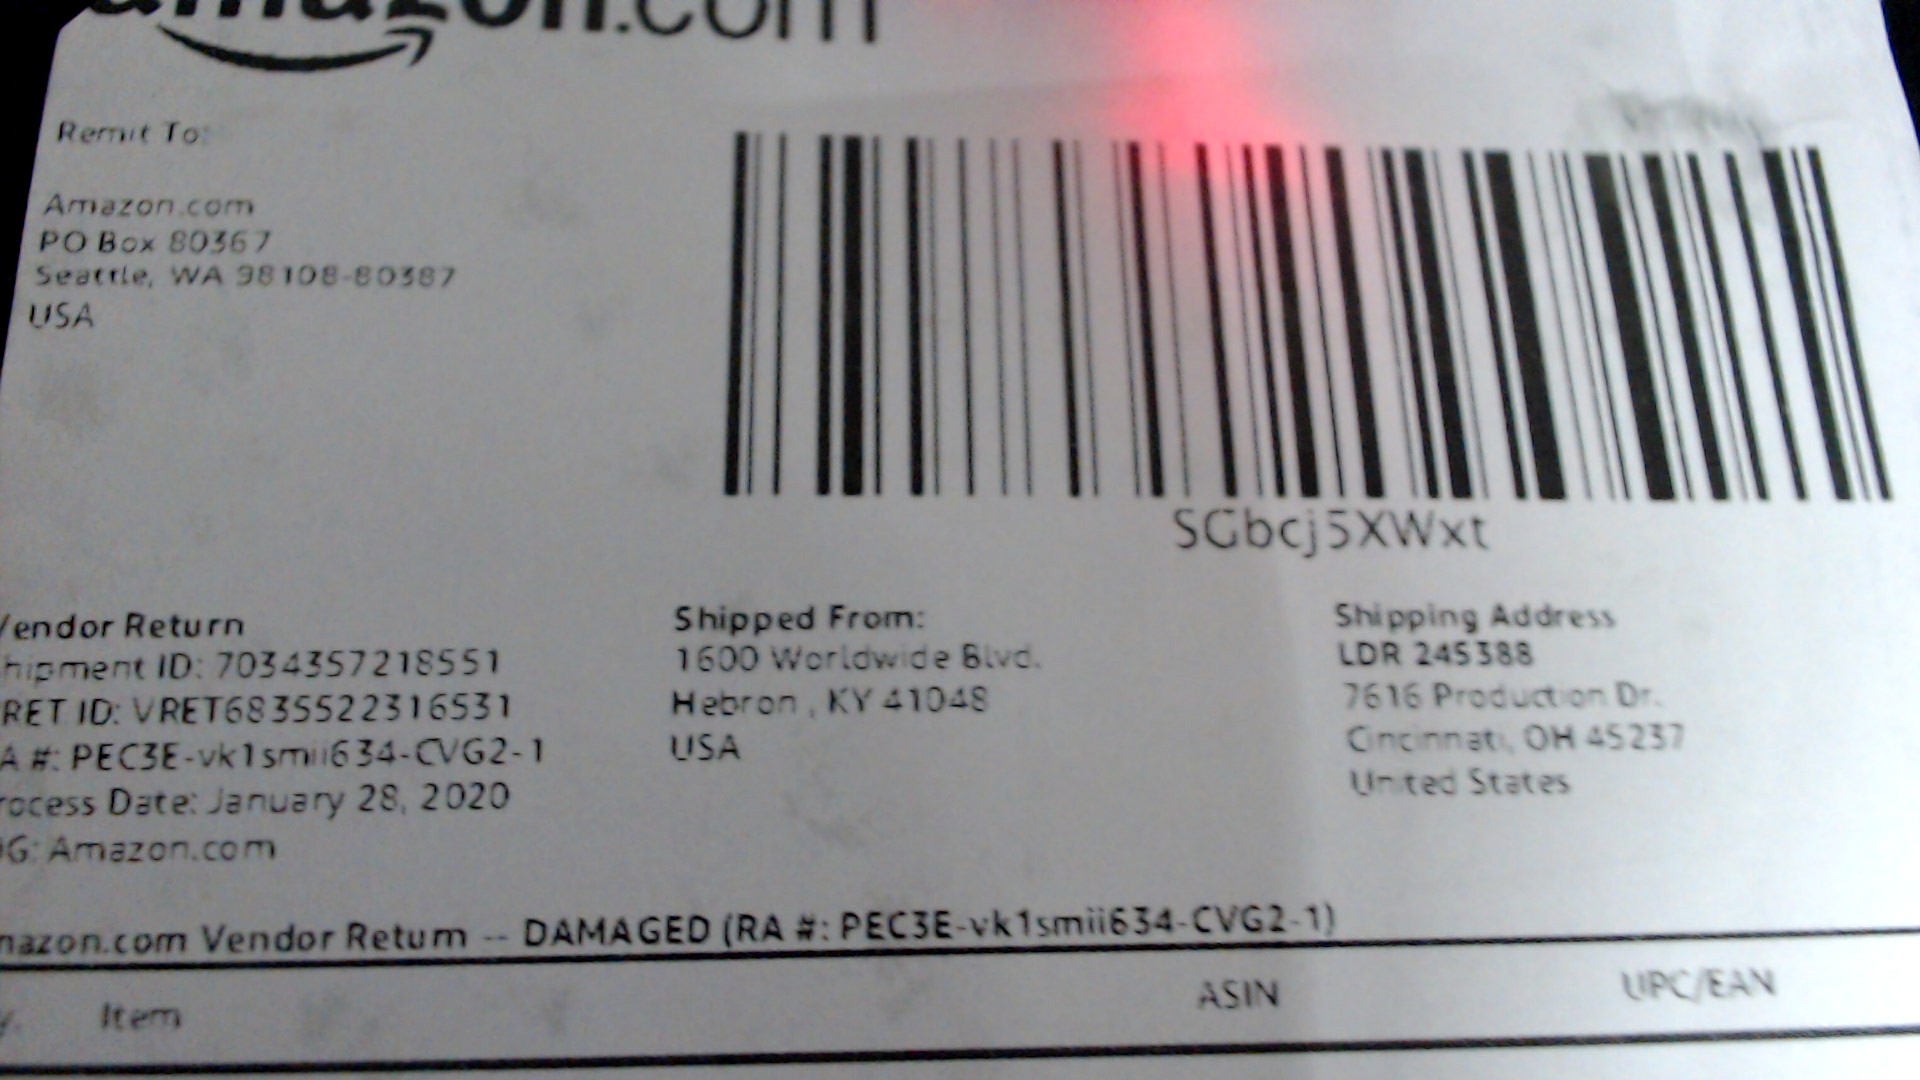 amazon.com
Remit To:
Amazon.com
PO Box 80367
Seattle, WA 98108-80387
USA
SGbcj5XWxt
Vendor Return
hipment ID: 7034357218551
RET ID: VRET6835522316531
A #: PEC3E-vk1smii634-CVG2-1
rocess Date: January 28, 2020
G: Amazon.com
Shipped From:
1600 Worldwide Blvd.
Hebron , KY 41048
USA
Shipping Address
LDR 245388
7616 Production Dr.
Cincinnati, OH 45237
United States
mazon.com Vendor Return -- DAMAGED (RA #: PEC3E-vk1smii634-CVG2-1)
Item ASIN UPC/EAN